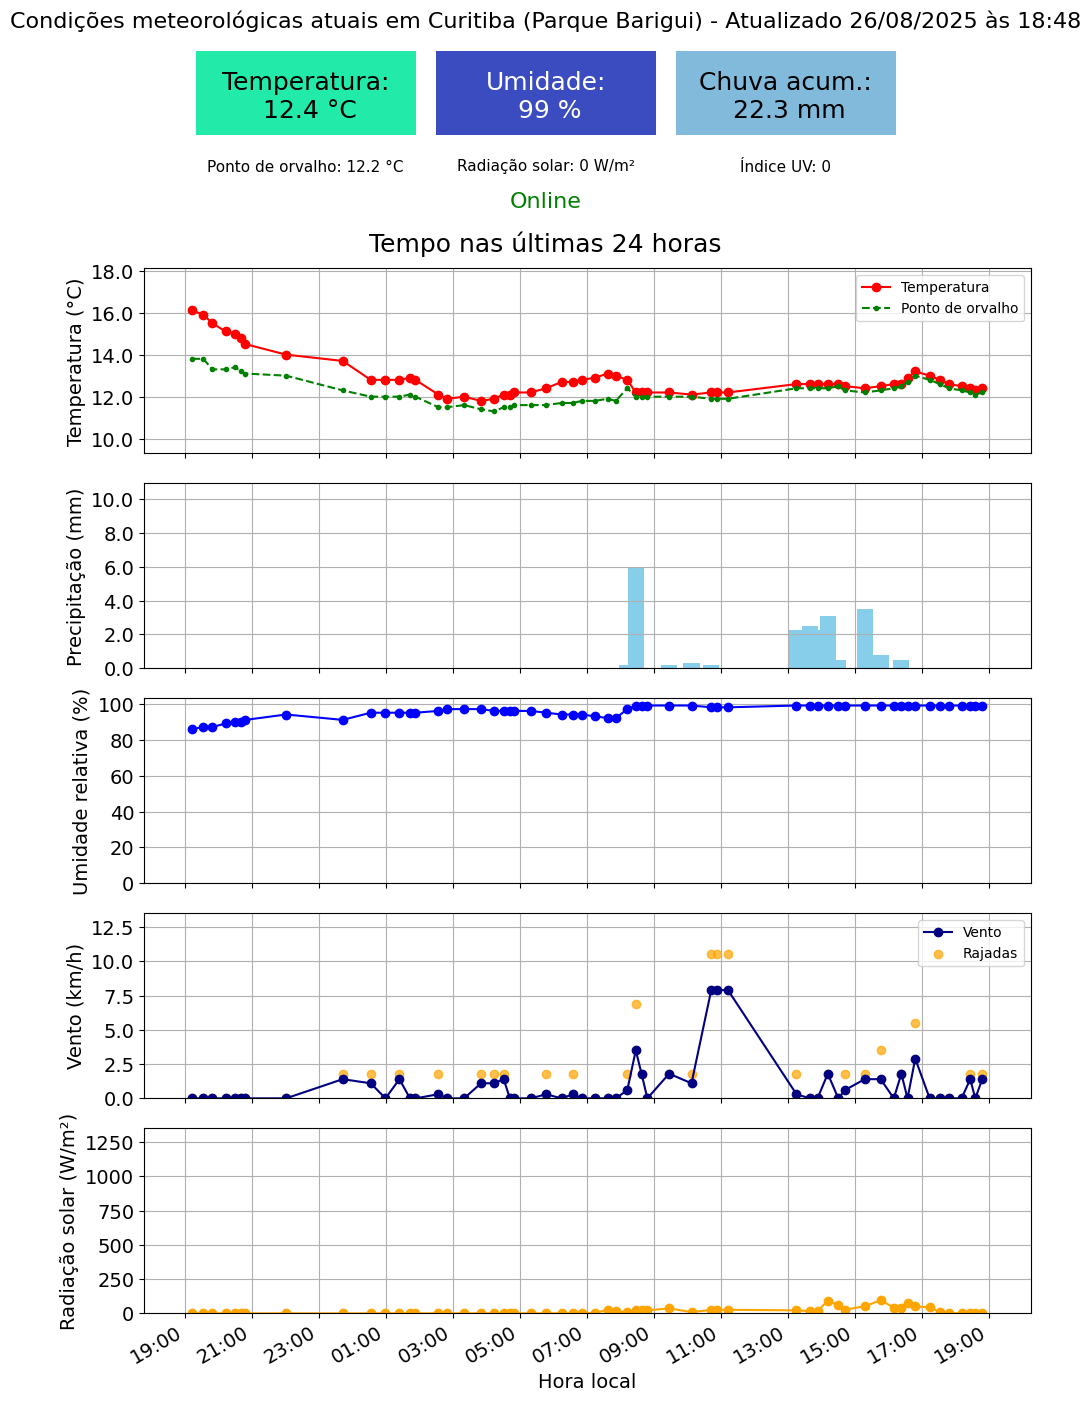 Condições meteorológicas atuais em Curitiba (Parque Barigui) - Atualizado 26/08/2025 às 18:48
Temperatura:
12.4 °C
Umidade:
99 %
Chuva acum.:
22.3 mm
Ponto de orvalho: 12.2 °C
Radiação solar: 0 W/m²
Índice UV: 0
Online
Tempo nas últimas 24 horas
Temperatura (°C)
18.0
16.0
14.0
12.0
10.0
Temperatura
Ponto de orvalho
Precipitação (mm)
10.0
8.0
6.0
4.0
2.0
0.0
Umidade relativa (%)
100
80
60
40
20
0
Vento (km/h)
12.5
10.0
7.5
5.0
2.5
0.0
Vento
Rajadas
Radiação solar (W/m²)
1250
1000
750
500
250
0
19:00
21:00
23:00
01:00
03:00
05:00
07:00
09:00
11:00
13:00
15:00
17:00
19:00
Hora local